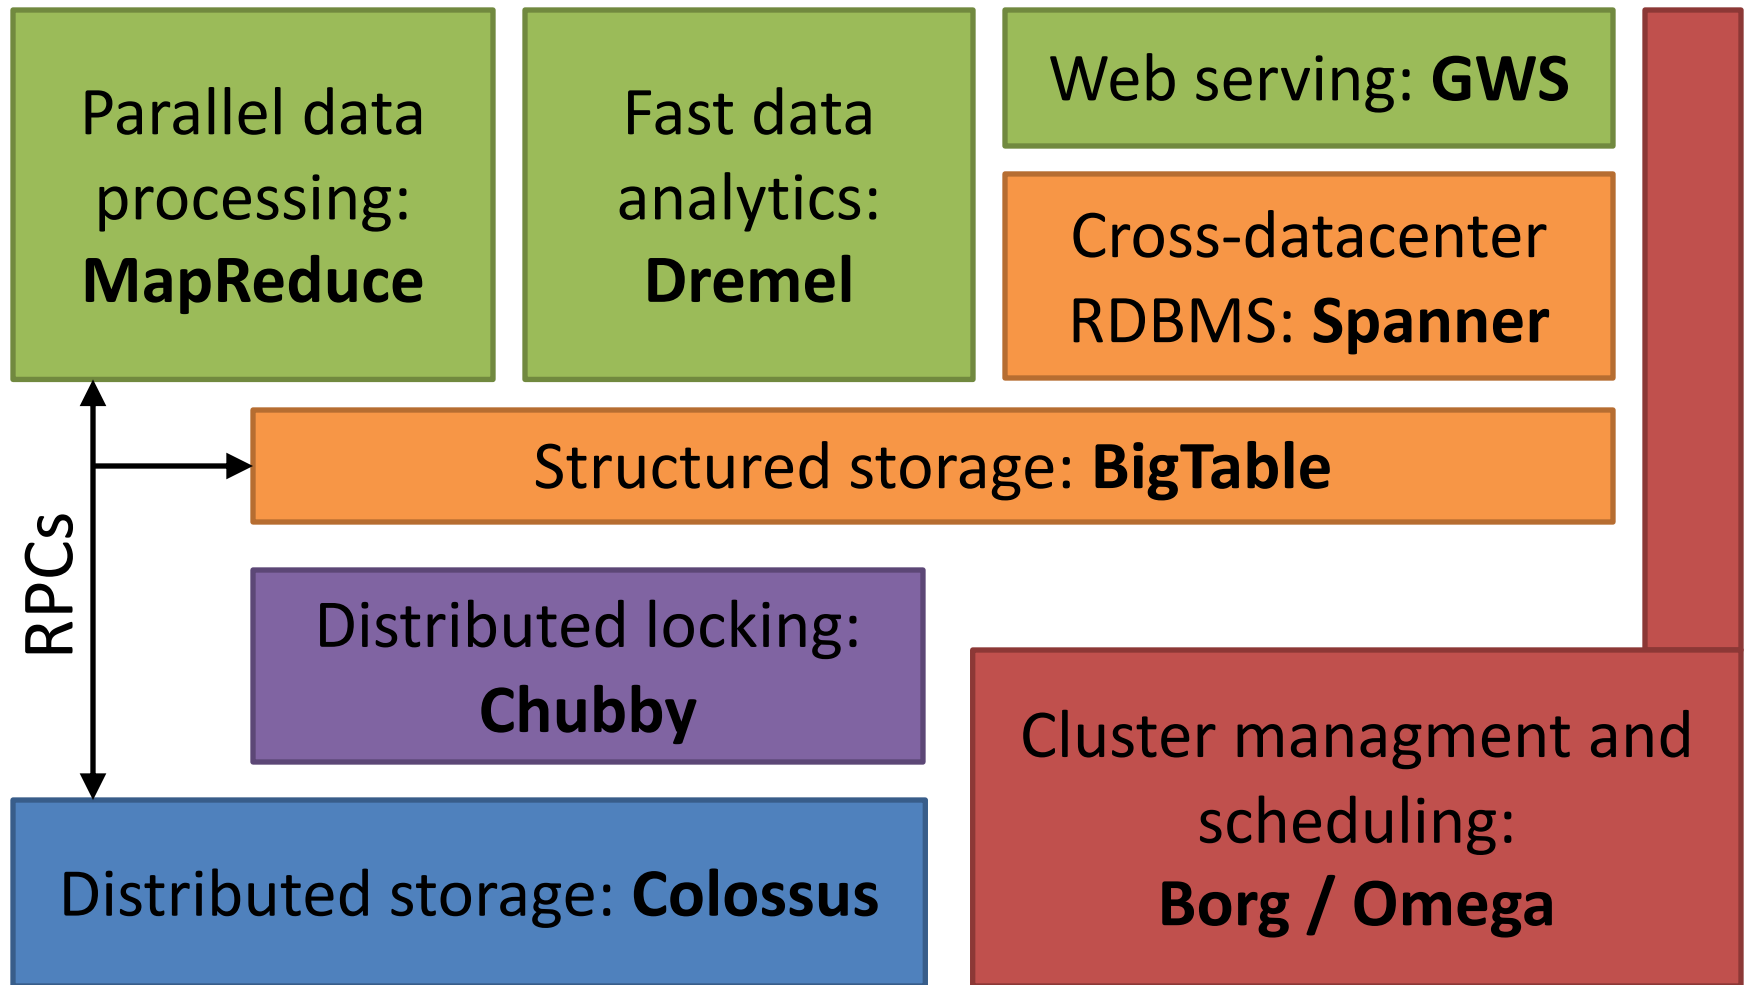 Parallel data
processing:
MapReduce
Fast data
analytics:
Dremel
Web serving: GWS
Cross-datacenter
RDBMS: Spanner
Structured storage: BigTable
RPCs
Distributed locking:
Chubby
Cluster managment and
scheduling:
Borg / Omega
Distributed storage: Colossus